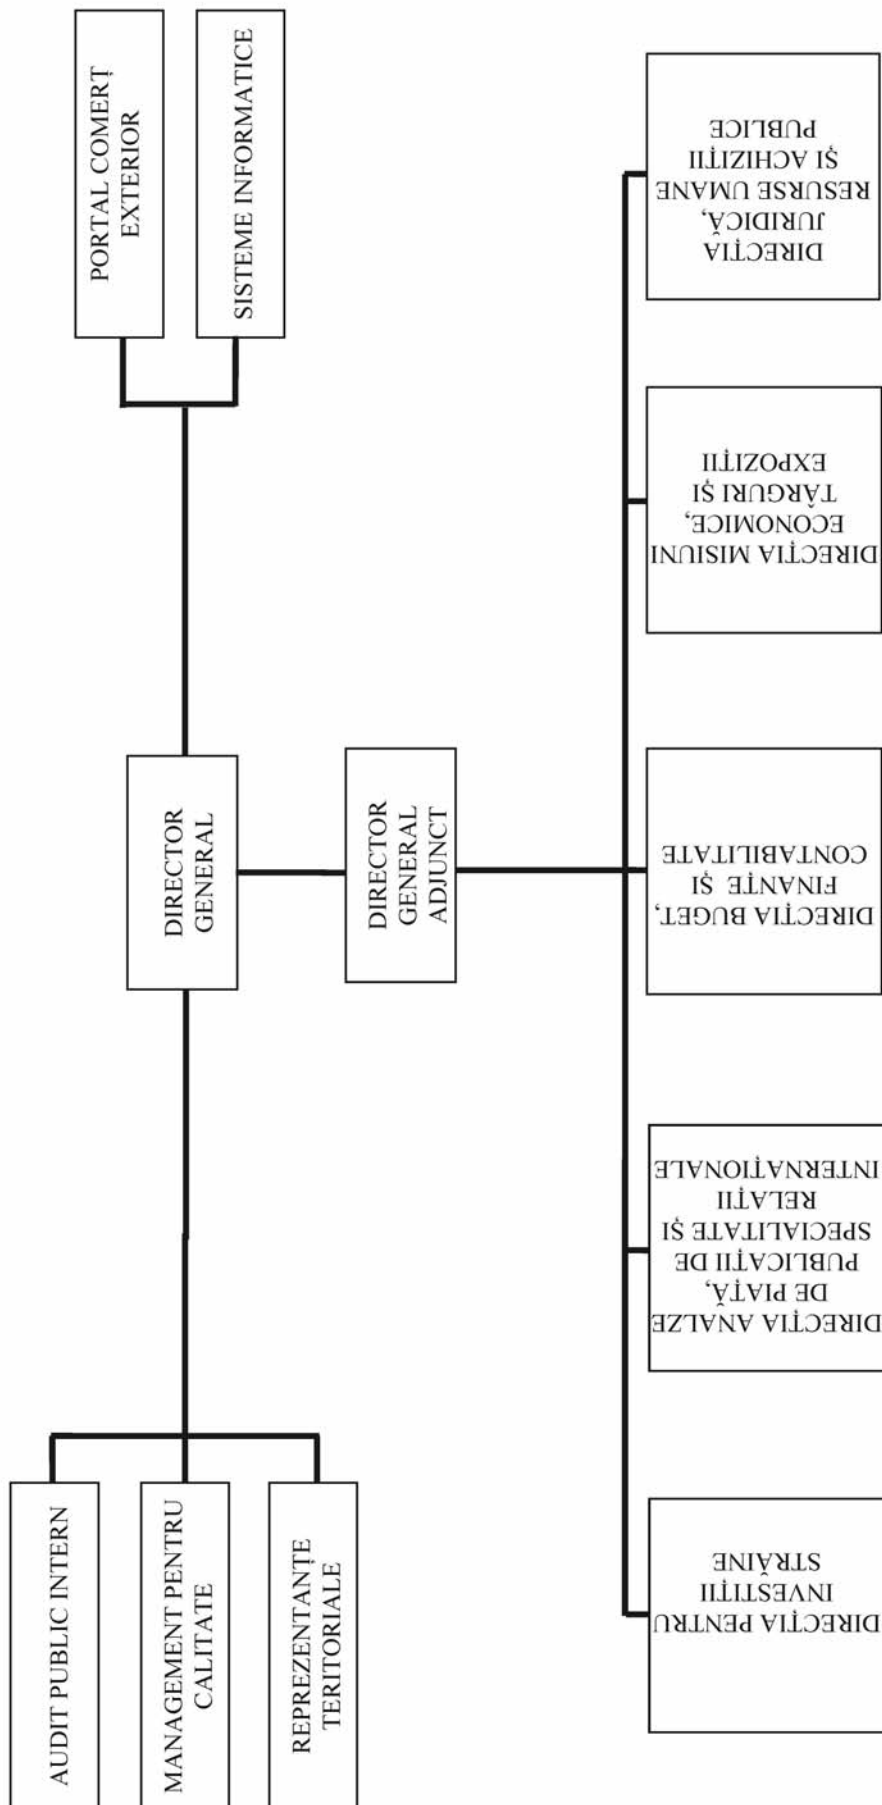 AUDIT PUBLIC INTERN
MANAGEMENT PENTRU
CALITATE
REPREZENTANȚE
TERITORIALE
DIRECTOR
GENERAL
PORTAL COMERȚ
EXTERIOR
SISTEME INFORMATICE
DIRECTOR
GENERAL
ADJUNCT
DIRECȚIA PENTRU
INVESTIȚII
STRĂINE
DIRECȚIA ANALZE
DE PIAȚĂ,
PUBLICAȚII DE
SPECIALITATE ȘI
RELAȚII
INTERNAȚIONALE
DIRECȚIA BUGET,
FINANȚE ȘI
CONTABILITATE
DIRECȚIA MISIUNI
ECONOMICE,
TÂRGURI ȘI
EXPOZIȚII
DIRECȚIA
JURIDICĂ,
RESURSE UMANE
ȘI ACHIZIȚII
PUBLICE